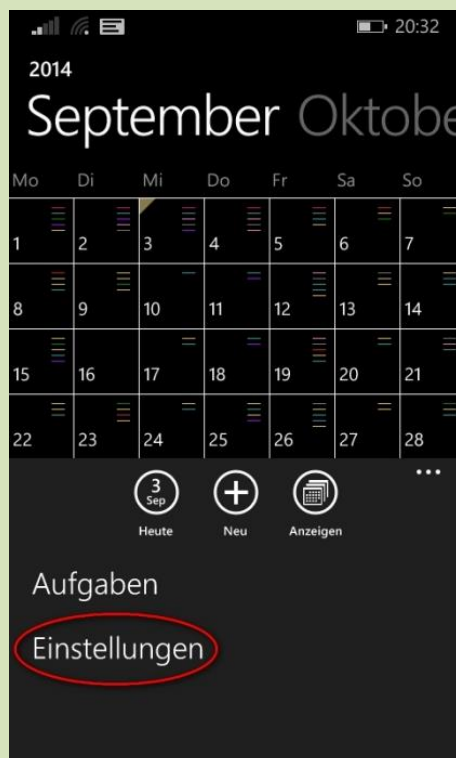 20:32
2014
September Oktobe
Mo Di Mi Do Fr Sa So
1 2 3 4 5 6 7
8 9 10 11 12 13 14
15 16 17 18 19 20 21
22 23 24 25 26 27 28
3
Sep
Heute Neu Anzeigen
Aufgaben
Einstellungen